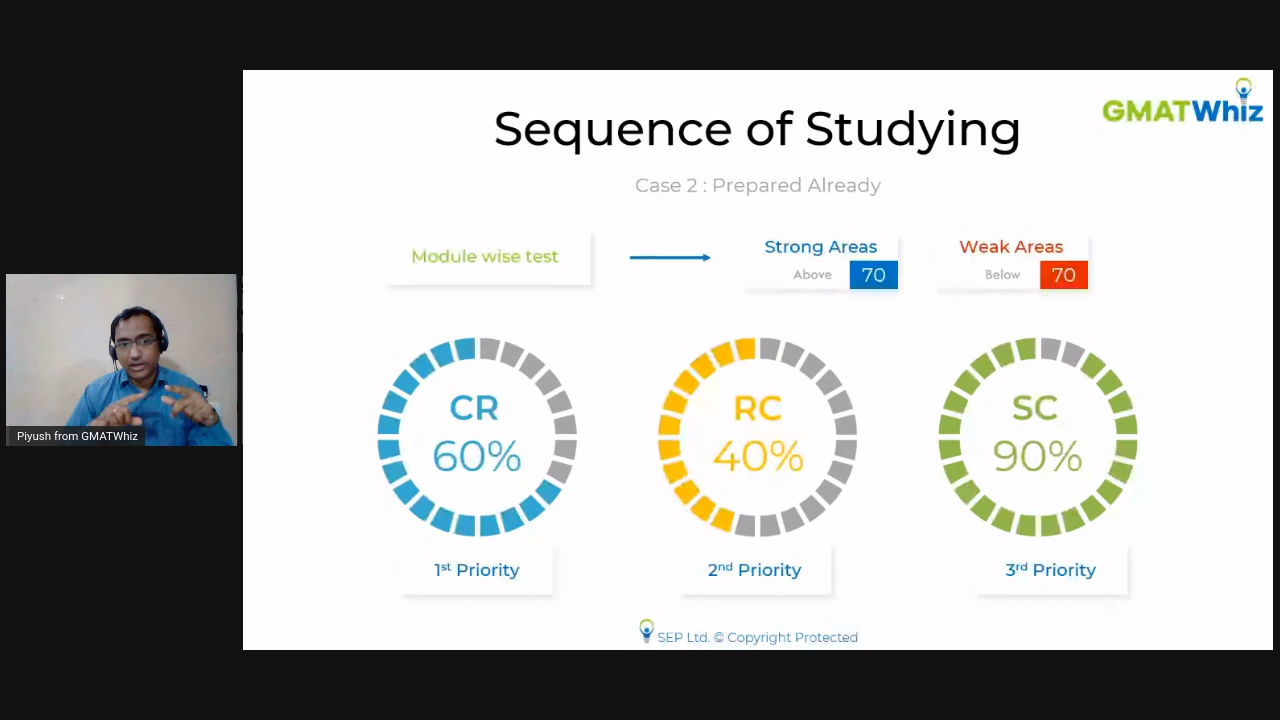 GMATWhiz
Sequence of Studying
Case 2 : Prepared Already
Module wise test
Strong Areas
Above 70
Weak Areas
Below 70
CR
60%
RC
40%
SC
90%
1st Priority
2nd Priority
3rd Priority
Piyush from GMATWhiz
SEP Ltd. © Copyright Protected